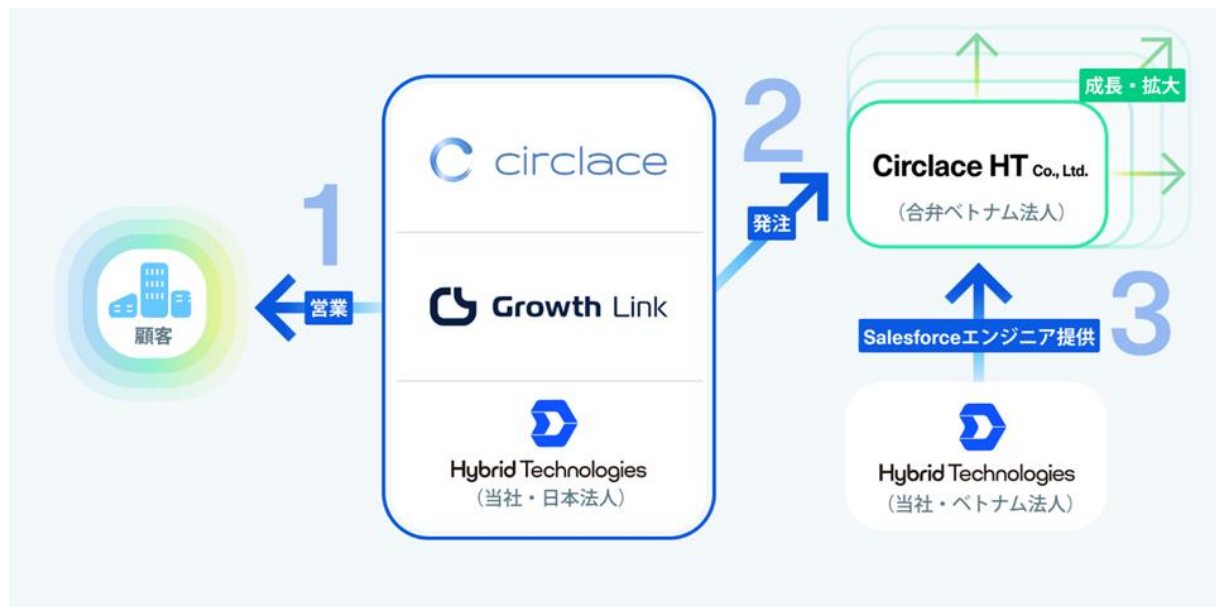 顧客
1
営業
circlace
Growth Link
Hybrid Technologies
(当社・日本法人)
2
発注
成長・拡大
Circlace HT Co., Ltd.
(合弁ベトナム法人)
3
Salesforceエンジニア提供
Hybrid Technologies
(当社・ベトナム法人)